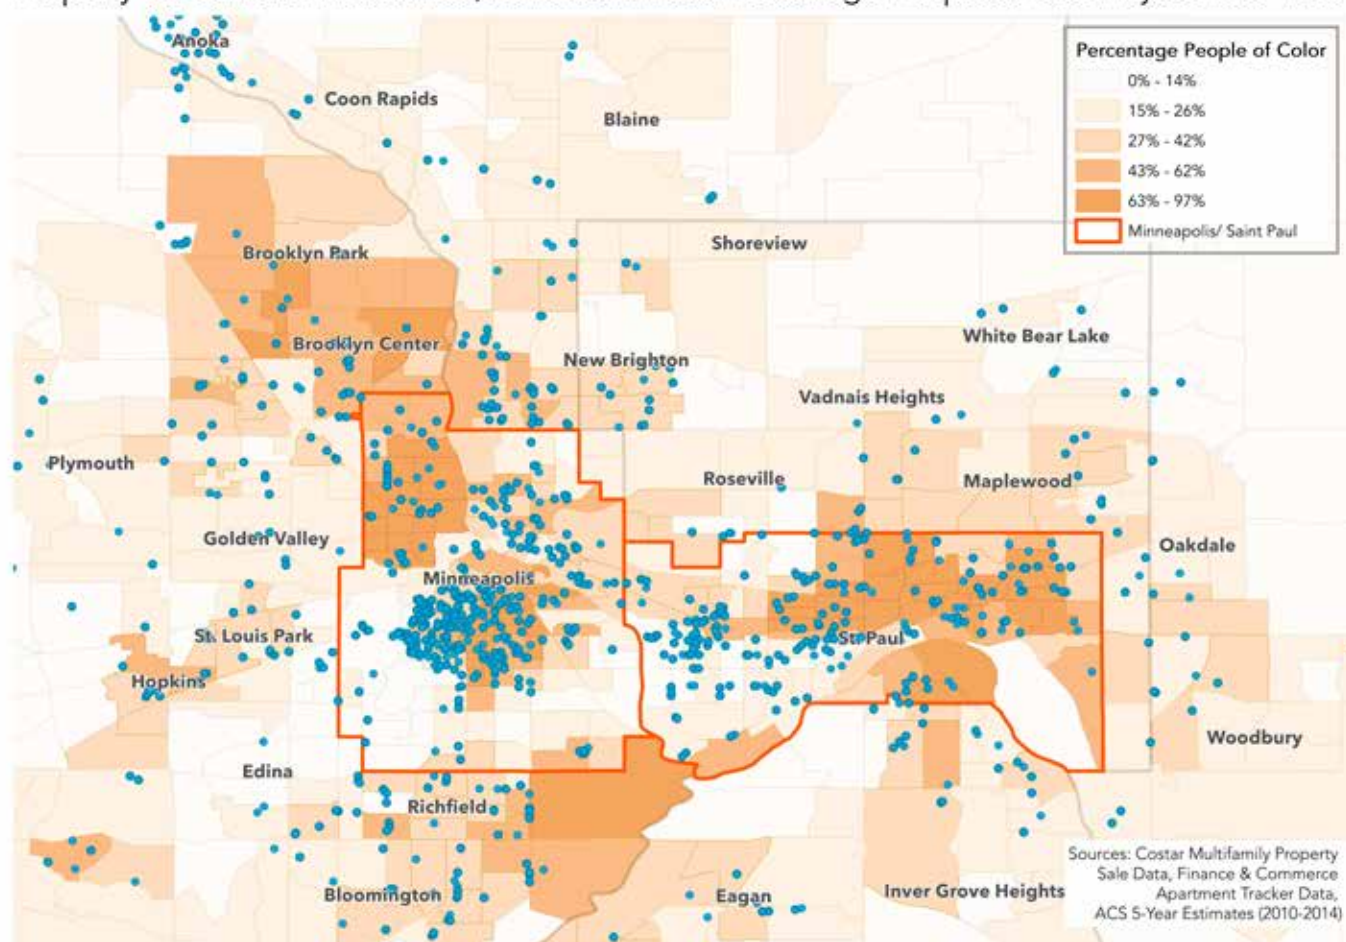 Anoka
Coon Rapids
Blaine
Percentage People of Color
0% - 14%
15% - 26%
27% - 42%
43% - 62%
63% - 97%
Minneapolis/ Saint Paul
Brooklyn Park
Shoreview
Brooklyn Center
New Brighton
White Bear Lake
Vadnais Heights
Plymouth
Roseville
Maplewood
Golden Valley
Oakdale
Minneapolis
St. Louis Park
St. Paul
Hopkins
Woodbury
Edina
Richfield
Bloomington
Eagan
Inver Grove Heights
Sources: Costar Multifamily Property
Sale Data, Finance & Commerce
Apartment Tracker Data,
ACS 5-Year Estimates (2010-2014)